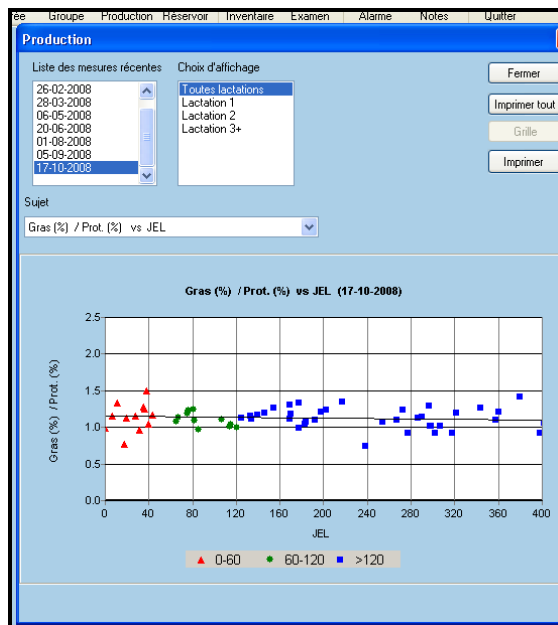 rée Groupe Production Réservoir Inventaire Examen Alarme Notes Quitter
Production
Liste des mesures récentes
26-02-2008
28-03-2008
06-05-2008
20-06-2008
01-08-2008
05-09-2008
17-10-2008
Choix d'affichage
Toutes lactations
Lactation 1
Lactation 2
Lactation 3+
Fermer
Imprimer tout
Grille
Imprimer
Sujet
Gras (%) / Prot. (%) vs JEL
Gras (%) / Prot. (%) vs JEL (17-10-2008)
Gras (%) / Prot. (%)
2.5
2.0
1.5
1.0
0.5
0.0
0 40 80 120 160 200 240 280 320 360 400
JEL
0-60 60-120 >120